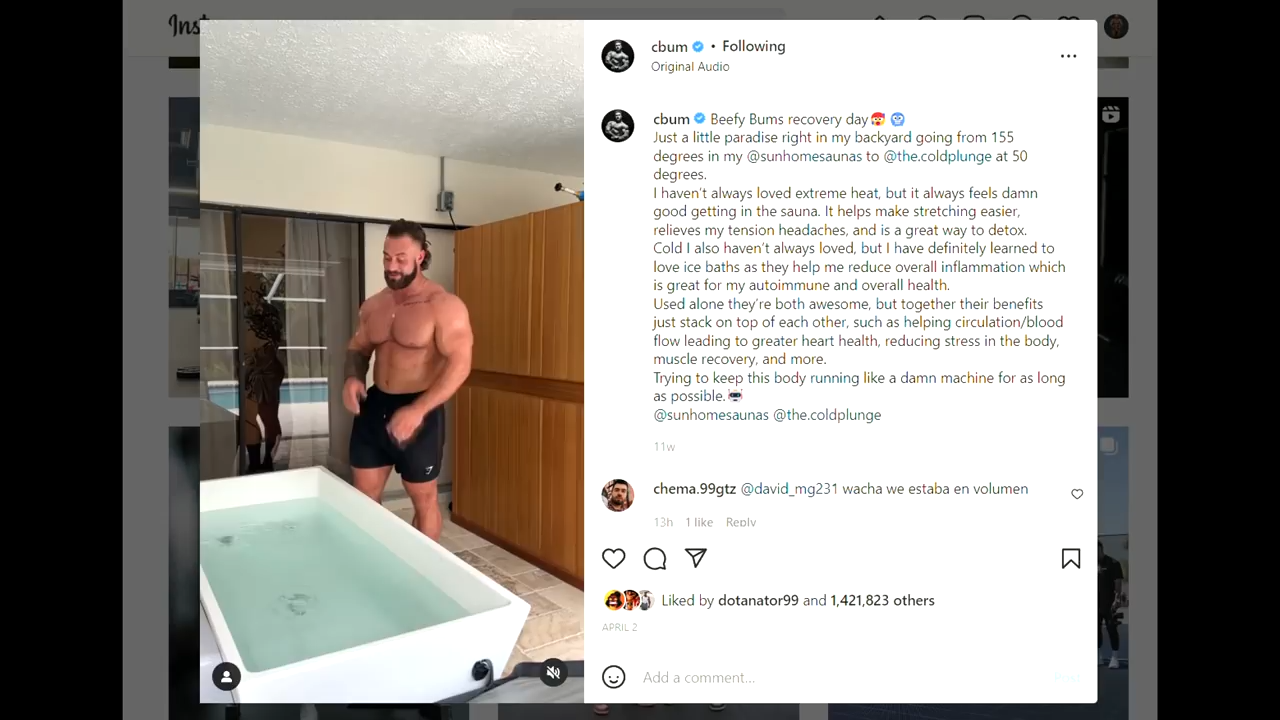 Inst
cbum • Following
Original Audio
cbum Beefy Bums recovery day🥵🥶
Just a little paradise right in my backyard going from 155
degrees in my @sunhomesaunas to @the.coldplunge at 50
degrees.
I haven't always loved extreme heat, but it always feels damn
good getting in the sauna. It helps make stretching easier,
relieves my tension headaches, and is a great way to detox.
Cold I also haven't always loved, but I have definitely learned to
love ice baths as they help me reduce overall inflammation which
is great for my autoimmune and overall health.
Used alone they're both awesome, but together their benefits
just stack on top of each other, such as helping circulation/blood
flow leading to greater heart health, reducing stress in the body,
muscle recovery, and more.
Trying to keep this body running like a damn machine for as long
as possible.🤖
@sunhomesaunas @the.coldplunge
11w
chema.99gtz @david_mg231 wacha we estaba en volumen
13h 1 like Reply
Liked by dotanator99 and 1,421,823 others
APRIL 2
Add a comment...
Post